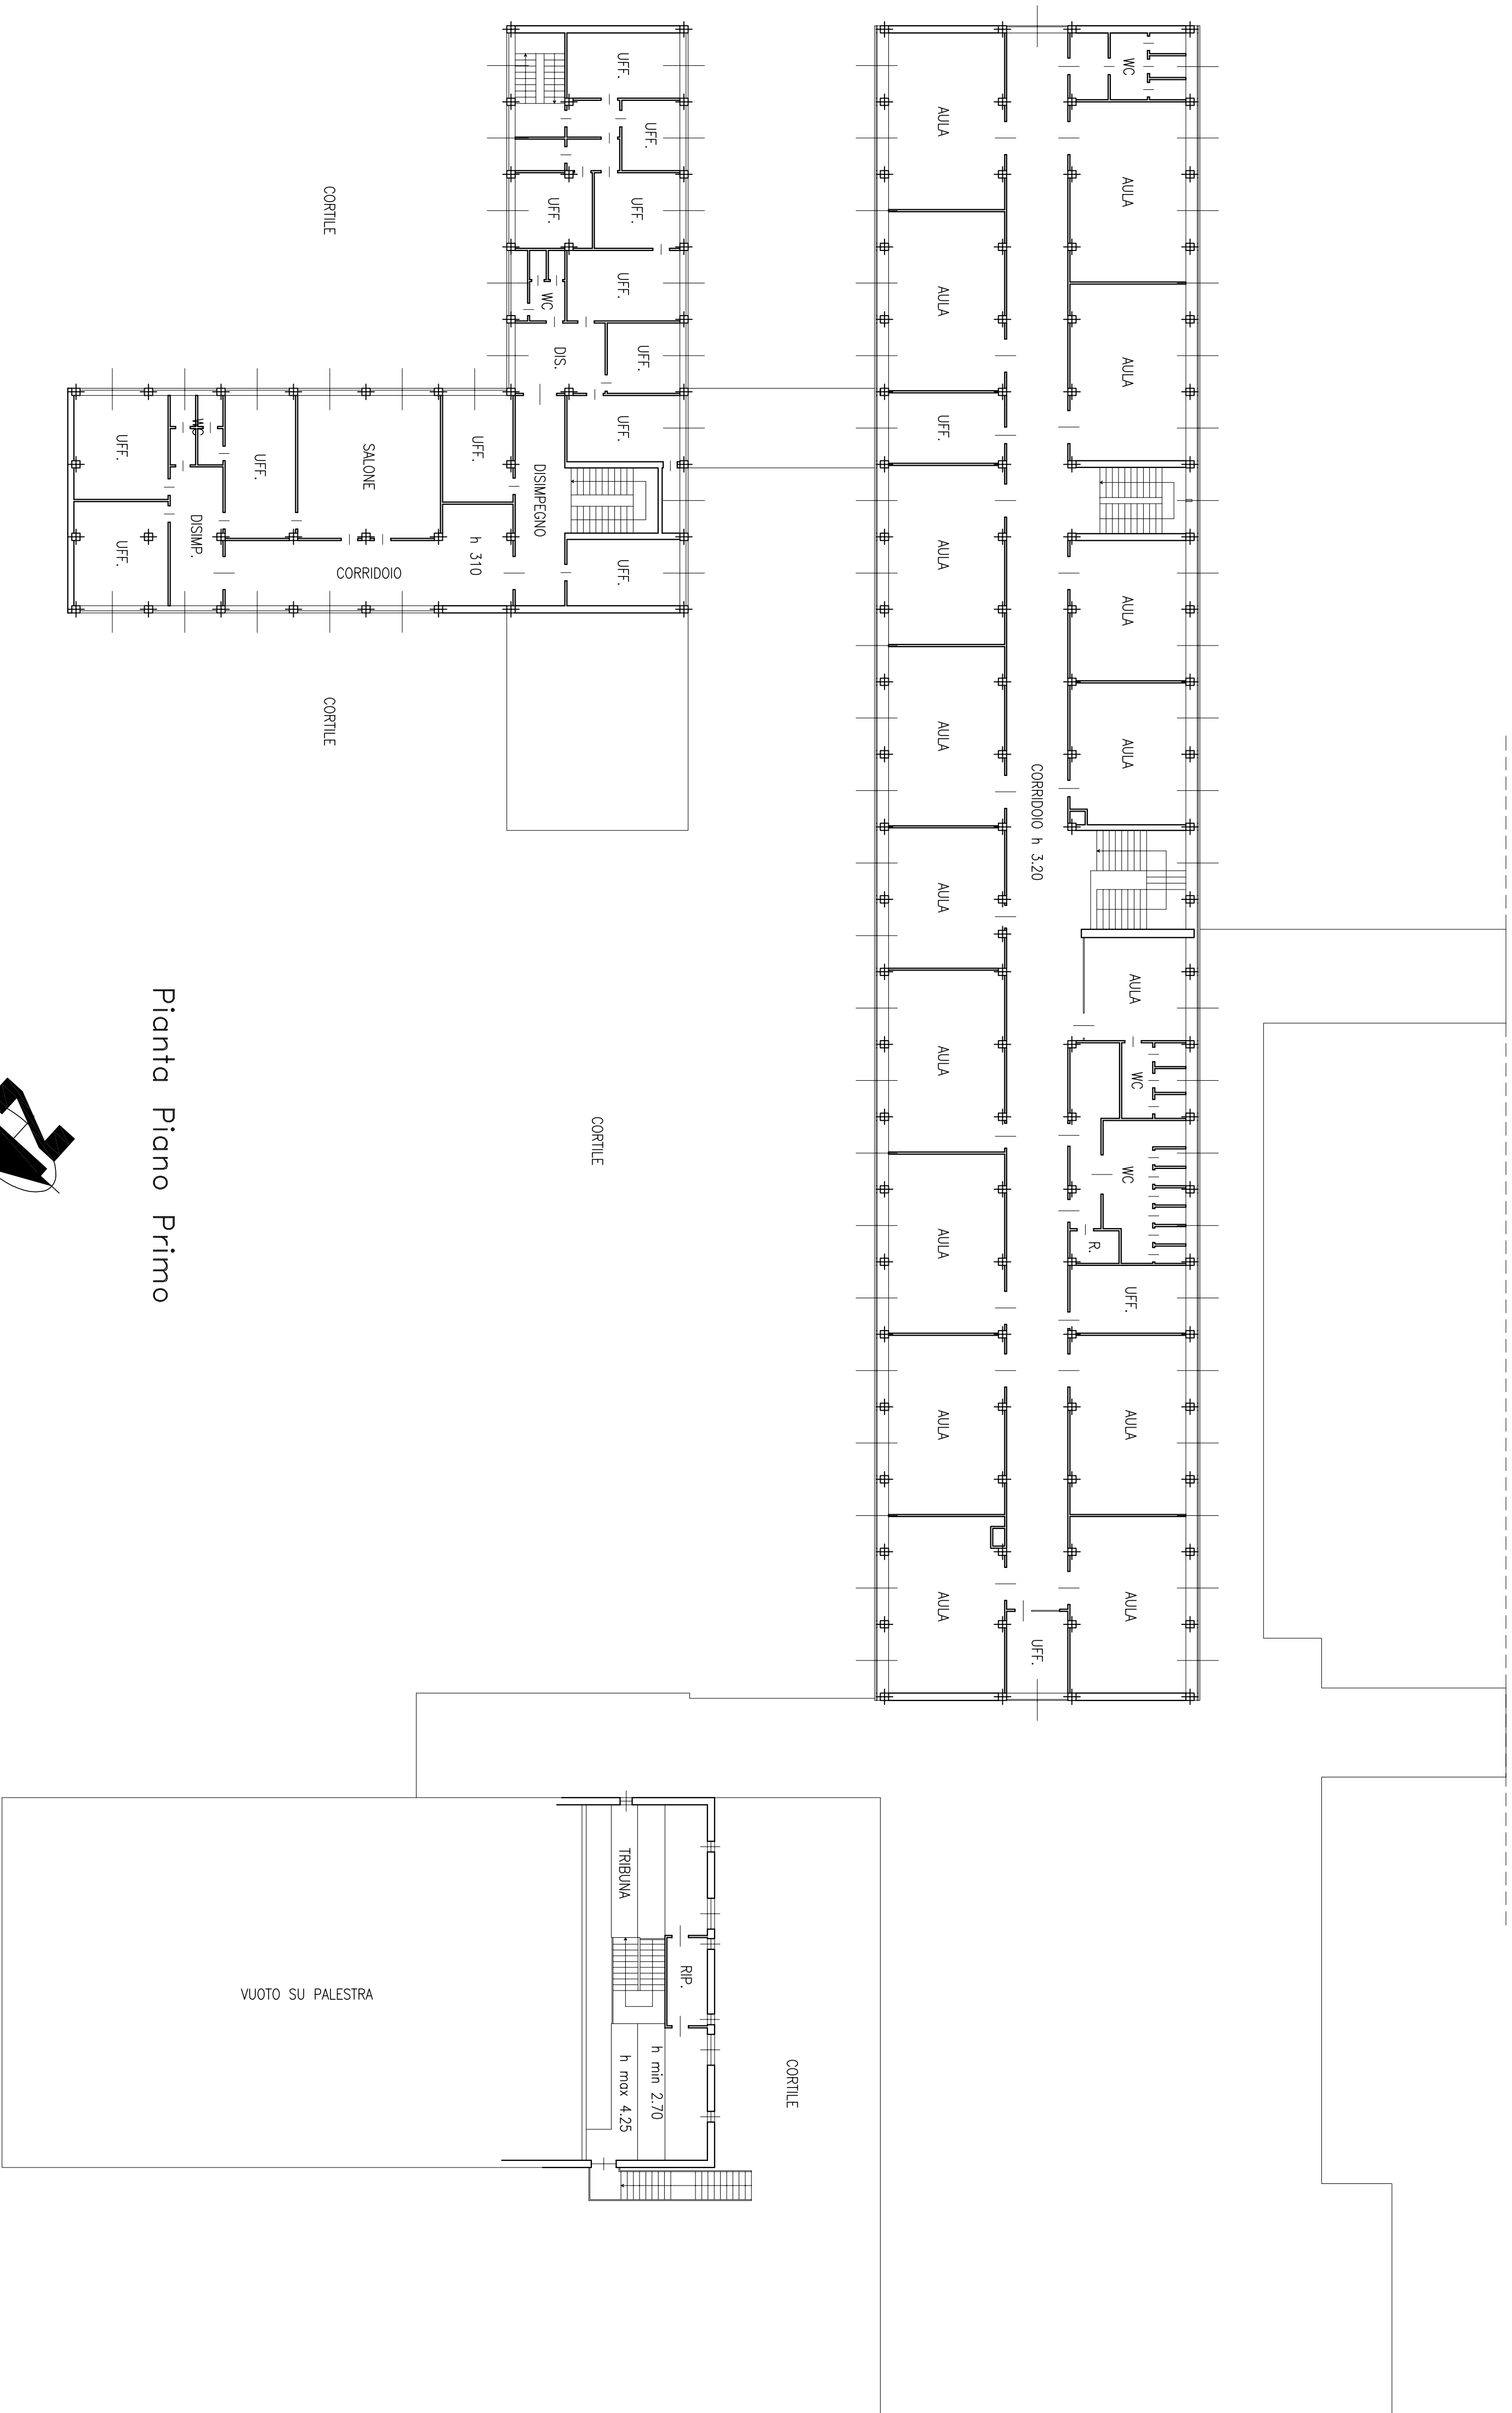 WC
AULA
AULA
AULA
AULA
AULA
WC
WC
R.
UFF.
AULA
AULA
CORRIDOIO h 3.20
UFF.
AULA
AULA
UFF.
AULA
AULA
AULA
AULA
AULA
AULA
AULA
CORTILE
UFF.
UFF.
UFF.
UFF.
UFF.
UFF.
UFF.
UFF.
WC
DIS.
DISIMPEGNO
RIP.
h min 2.70
TRIBUNA
h max 4.25
CORTILE
UFF.
h 310
SALONE
CORRIDOIO
CORTILE
CORTILE
UFF.
WC
DISIMP.
UFF.
UFF.
VUOTO SU PALESTRA
Pianta Piano Primo
N